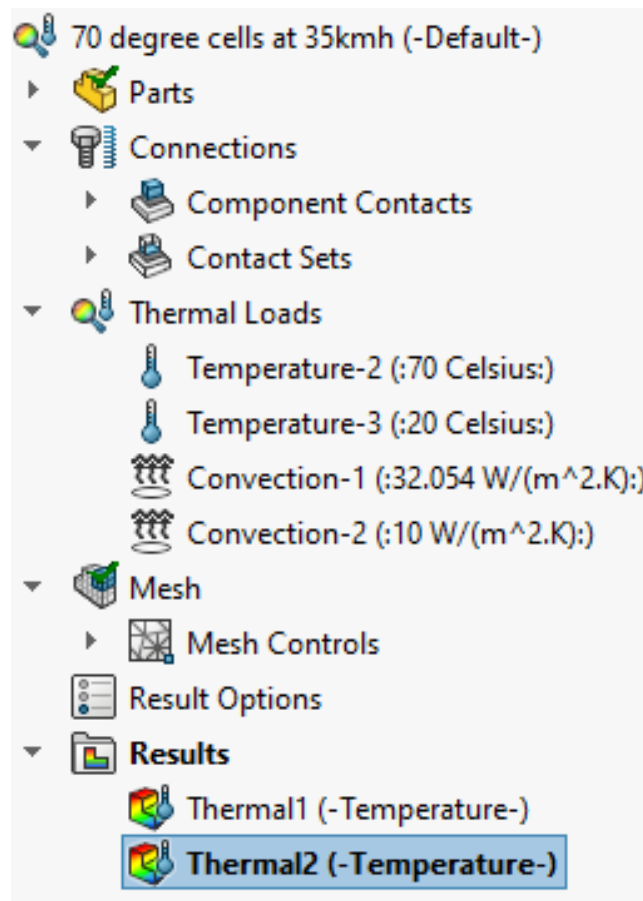 70 degree cells at 35kmh (-Default-)
Parts
Connections
Component Contacts
Contact Sets
Thermal Loads
Temperature-2 (:70 Celsius:)
Temperature-3 (:20 Celsius:)
Convection-1 (:32.054 W/(m^2.K):)
Convection-2 (:10 W/(m^2.K):)
Mesh
Mesh Controls
Result Options
Results
Thermal1 (-Temperature-)
Thermal2 (-Temperature-)